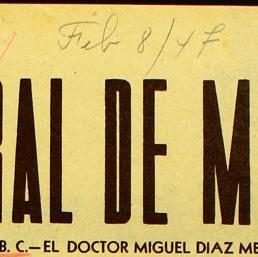 Feb 8/47
RAL DE M
B. C.—EL DOCTOR MIGUEL DIAZ ME